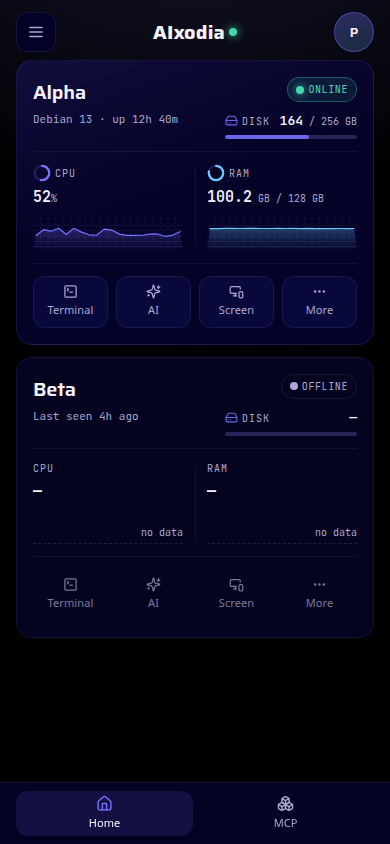 AIxodia
P
Alpha
ONLINE
Debian 13 · up 12h 40m
DISK 164 / 256 GB
CPU
RAM
52%
100.2 GB / 128 GB
Terminal
AI
Screen
More
Beta
OFFLINE
Last seen 4h ago
DISK —
CPU
RAM
—
—
no data
no data
Terminal
AI
Screen
More
Home
MCP